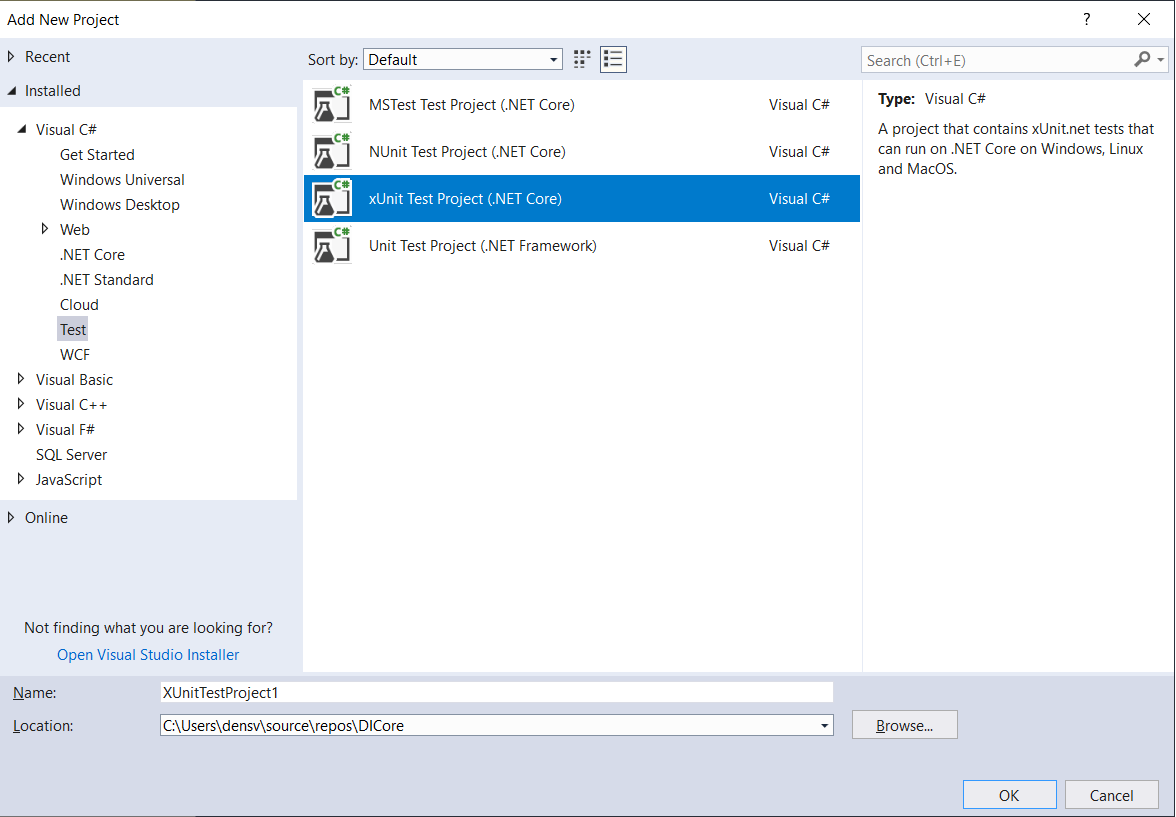 Add New Project
?
Recent
Installed
Visual C#
Get Started
Windows Universal
Windows Desktop
Web
.NET Core
.NET Standard
Cloud
Test
WCF
Visual Basic
Visual C++
Visual F#
SQL Server
JavaScript
Online
Not finding what you are looking for?
Open Visual Studio Installer
Sort by: Default
C# MSTest Test Project (.NET Core) Visual C#
C# NUnit Test Project (.NET Core) Visual C#
C# xUnit Test Project (.NET Core) Visual C#
C# Unit Test Project (.NET Framework) Visual C#
Search (Ctrl+E)
Type: Visual C#
A project that contains xUnit.net tests that
can run on .NET Core on Windows, Linux
and MacOS.
Name: XUnitTestProject1
Location: C:\Users\densv\source\repos\DICore
Browse...
OK Cancel